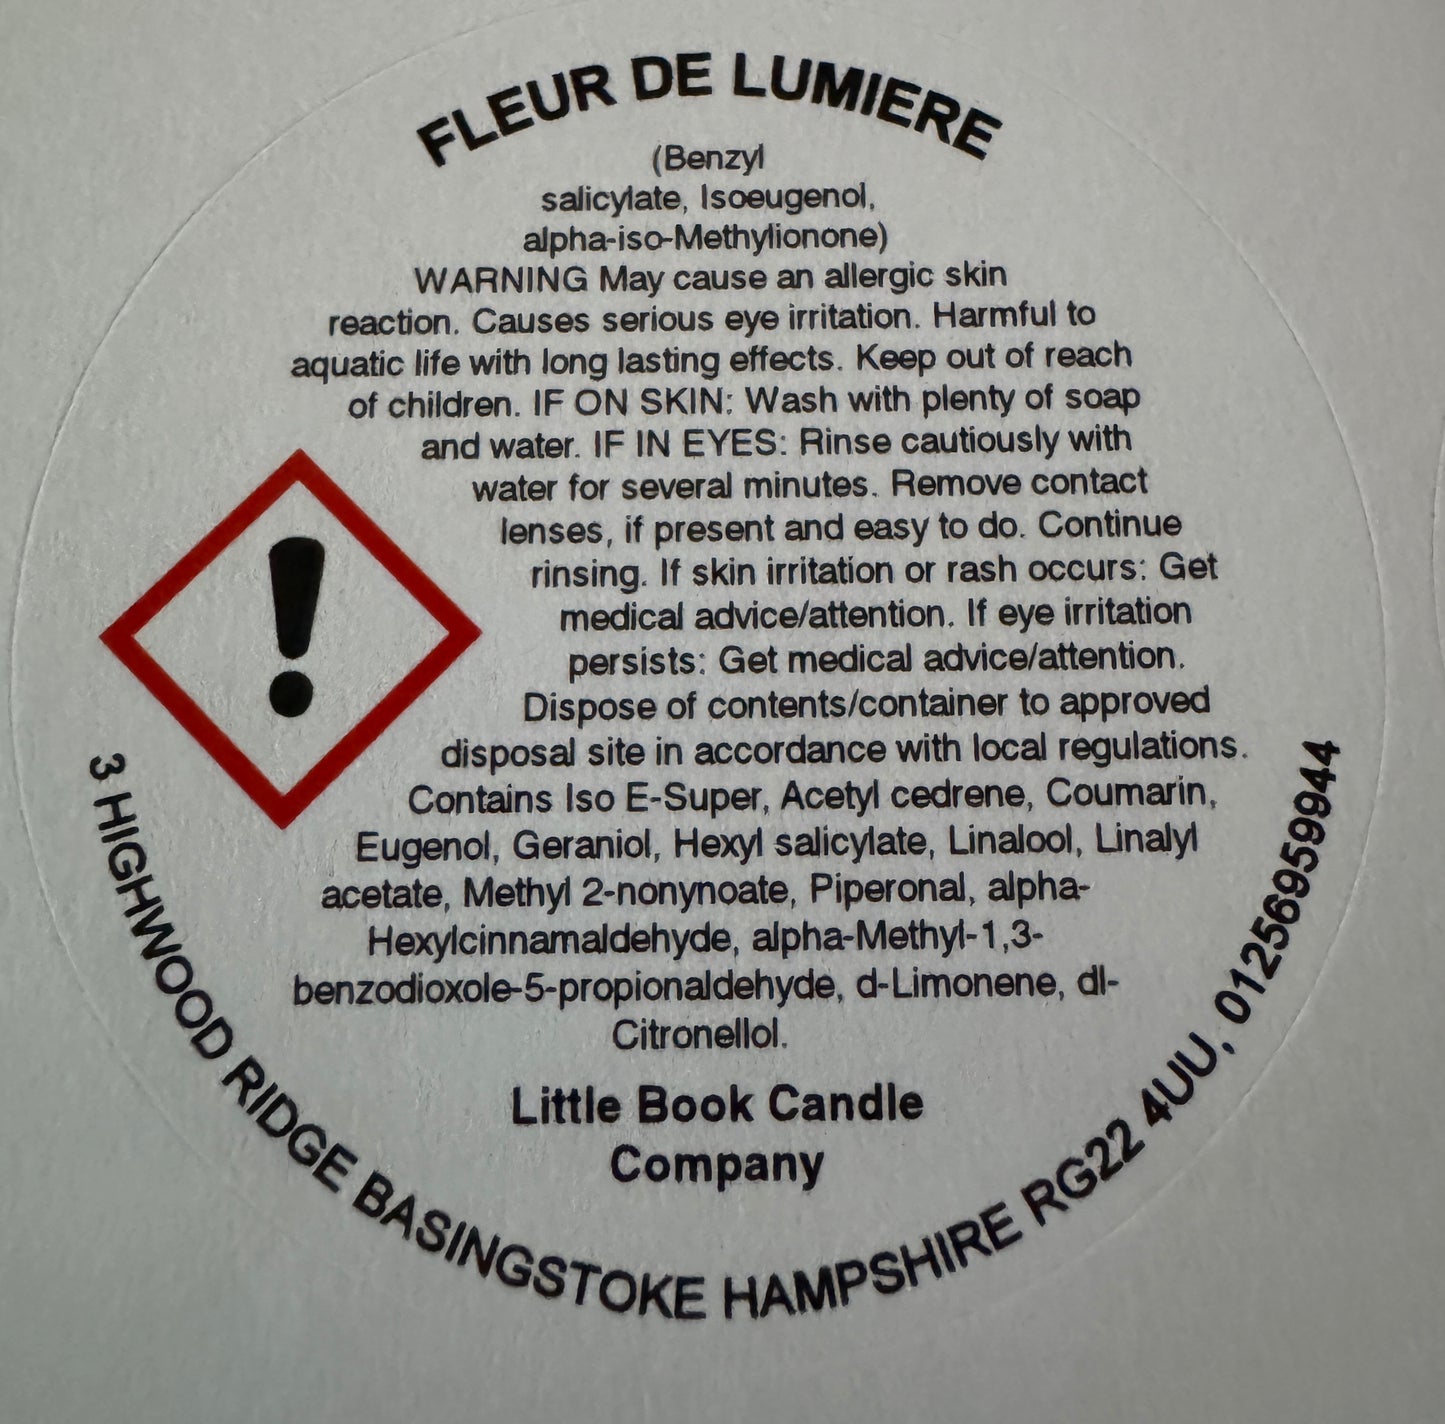 FLEUR DE LUMIERE
(Benzyl
salicylate, Isoeugenol,
alpha-iso-Methylionone)
WARNING May cause an allergic skin
reaction. Causes serious eye irritation. Harmful to
aquatic life with long lasting effects. Keep out of reach
of children. IF ON SKIN: Wash with plenty of soap
and water. IF IN EYES: Rinse cautiously with
water for several minutes. Remove contact
lenses, if present and easy to do. Continue
rinsing. If skin irritation or rash occurs: Get
medical advice/attention. If eye irritation
persists: Get medical advice/attention.
Dispose of contents/container to approved
disposal site in accordance with local regulations.
Contains Iso E-Super, Acetyl cedrene, Coumarin,
Eugenol, Geraniol, Hexyl salicylate, Linalool, Linalyl
acetate, Methyl 2-nonynoate, Piperonal, alpha-
Hexylcinnamaldehyde, alpha-Methyl-1,3-
benzodioxole-5-propionaldehyde, d-Limonene, dl-
Citronellol.
Little Book Candle
Company
3 HIGHWOOD RIDGE BASINGSTOKE HAMPSHIRE RG22 4UU, 01256959944